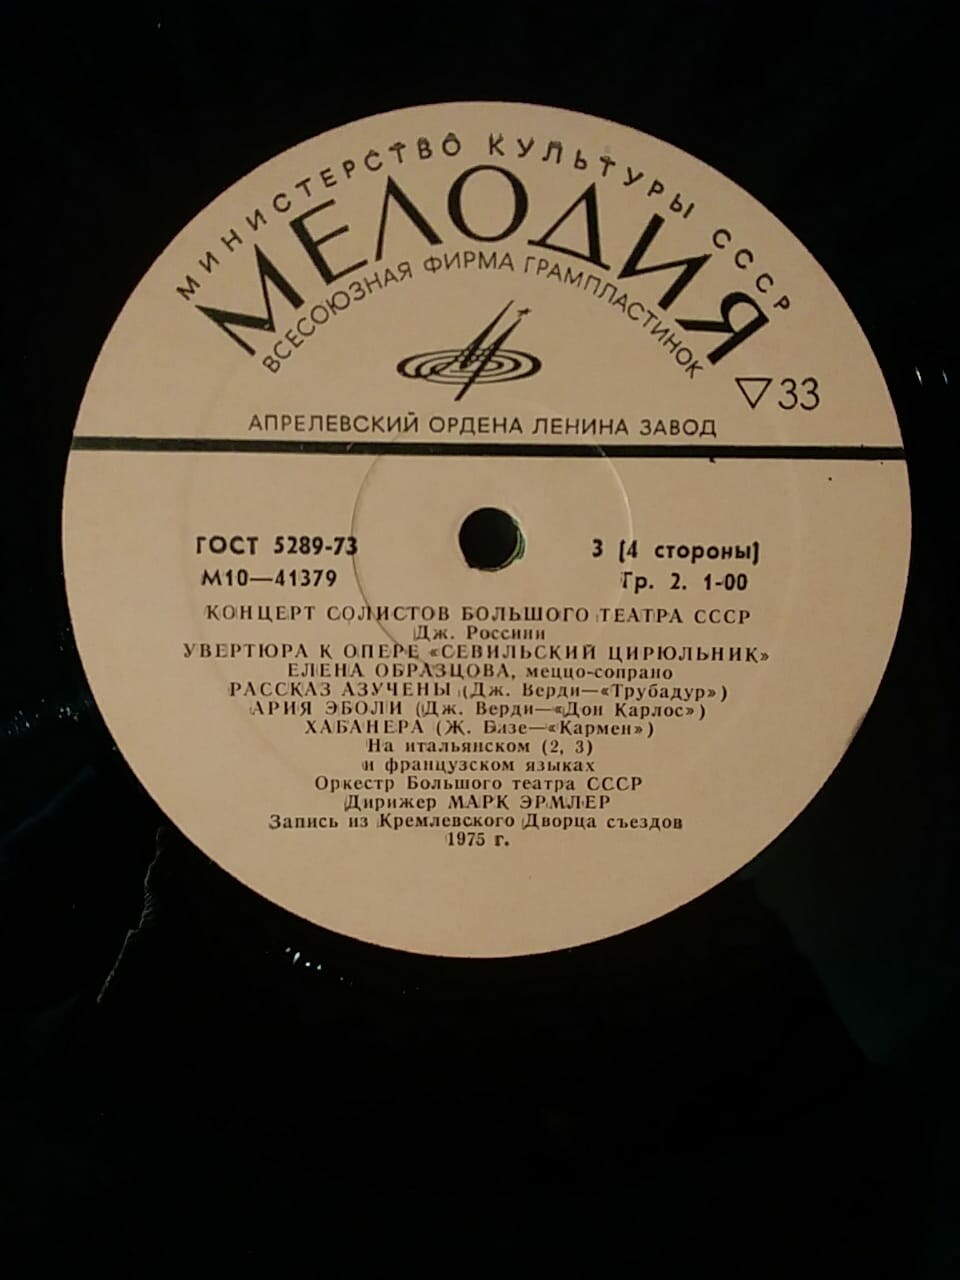 МИНИСТЕРСТВО КУЛЬТУРЫ СССР
МЕЛОДИЯ
ВСЕСОЮЗНАЯ ФИРМА ГРАМПЛАСТИНОК
▽33
АПРЕЛЕВСКИЙ ОРДЕНА ЛЕНИНА ЗАВОД
ГОСТ 5289-73 3 [4 стороны]
М10—41379 Гр. 2. 1-00
КОНЦЕРТ СОЛИСТОВ БОЛЬШОГО ТЕАТРА СССР
Дж. Россини
УВЕРТЮРА К ОПЕРЕ «СЕВИЛЬСКИЙ ЦИРЮЛЬНИК»
ЕЛЕНА ОБРАЗЦОВА, меццо-сопрано
РАССКАЗ АЗУЧЕНЫ (Дж. Верди—«Трубадур»)
АРИЯ ЭБОЛИ (Дж. Верди—«Дон Карлос»)
ХАБАНЕРА (Ж. Бизе—«Кармен»)
На итальянском (2, 3)
и французском языках
Оркестр Большого театра СССР
Дирижер МАРК ЭРМЛЕР
Запись из Кремлевского Дворца съездов
1975 г.